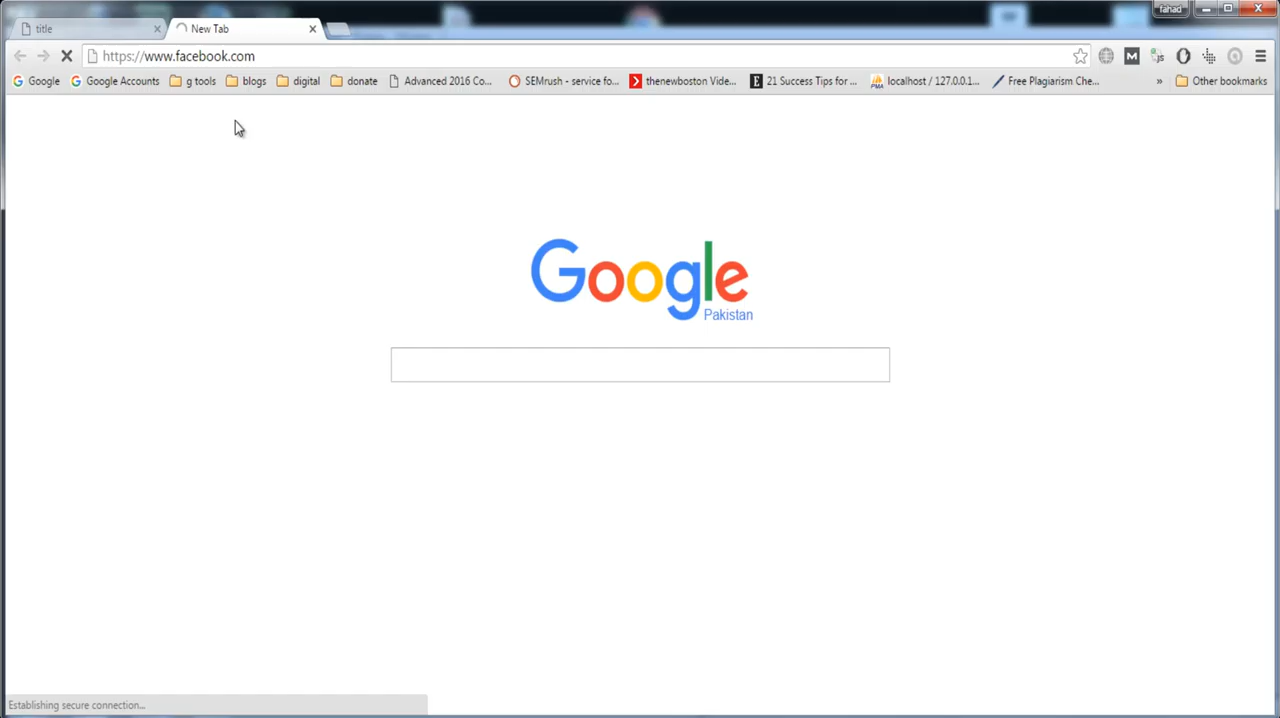 fahad
title
New Tab
https://www.facebook.com
Google
Google Accounts
g tools
blogs
digital
donate
Advanced 2016 Co...
SEMrush - service fo...
thenewboston Vide...
21 Success Tips for ...
localhost / 127.0.0.1...
Free Plagiarism Che...
»
Other bookmarks
Google
Pakistan
Establishing secure connection...